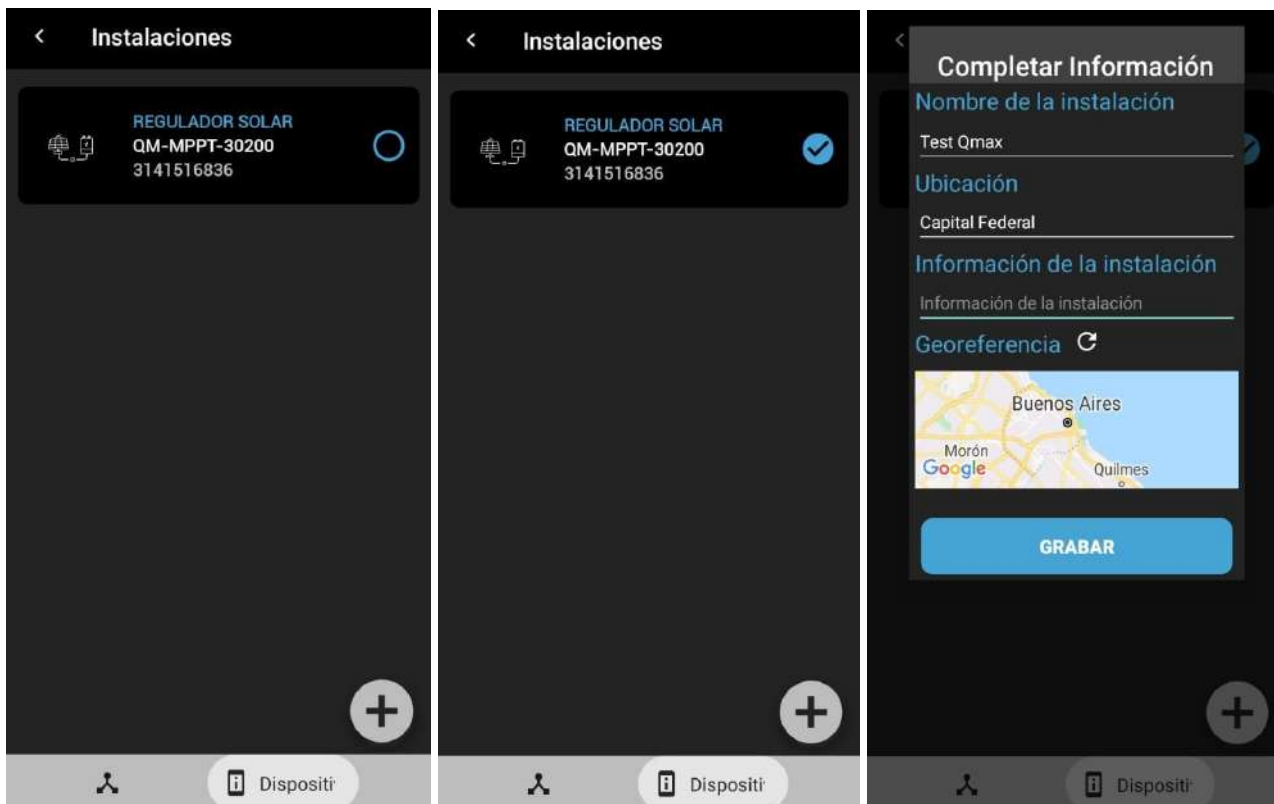 Instalaciones
REGULADOR SOLAR
QM-MPPT-30200
3141516836
Dispositi
Instalaciones
REGULADOR SOLAR
QM-MPPT-30200
3141516836
Dispositi
Completar Información
Nombre de la instalación
Test Qmax
Ubicación
Capital Federal
Información de la instalación
Información de la instalación
Georeferencia
Buenos Aires
Morón
Google
Quilmes
GRABAR
Dispositi